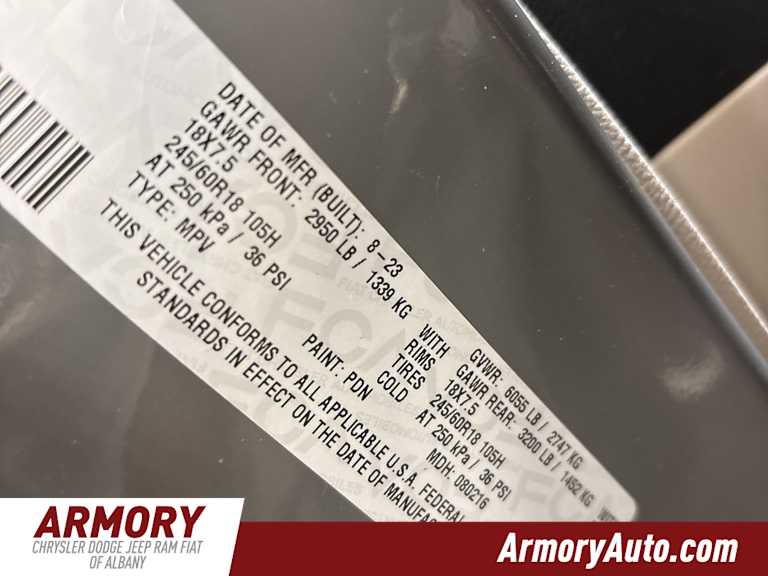 DATE OF MFR (BUILT): 8-23 GVWR: 6055 LB / 2747 KG
GAWR FRONT: 2950 LB / 1339 KG WITH GAWR REAR: 3200 LB / 1452 KG WIT
18X7.5 RIMS 18X7.5
245/60R18 105H TIRES 245/60R18 105H
AT 250 kPa / 36 PSI COLD AT 250 kPa / 36 PSI
TYPE: MPV PAINT: PDN MDH: 080216
THIS VEHICLE CONFORMS TO ALL APPLICABLE U.S.A. FEDERAL
STANDARDS IN EFFECT ON THE DATE OF MANUFAC
ARMORY
CHRYSLER DODGE JEEP RAM FIAT
OF ALBANY
ArmoryAuto.com